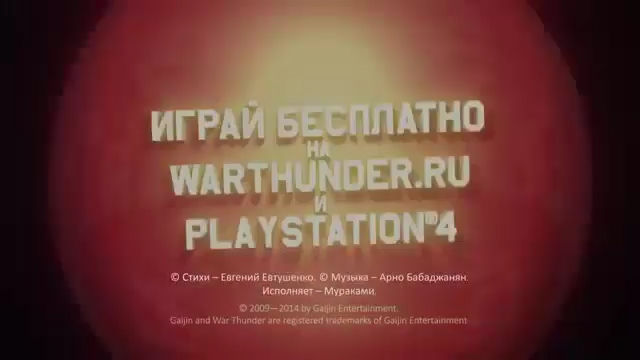 ИГРАЙ БЕСПЛАТНО
НА
WARTHUNDER.RU
И
PLAYSTATION®4
© Стихи – Евгений Евтушенко. © Музыка – Арно Бабаджанян.
Исполняет – Мураками.
© 2009—2014 by Gaijin Entertainment.
Gaijin and War Thunder are registered trademarks of Gaijin Entertainment